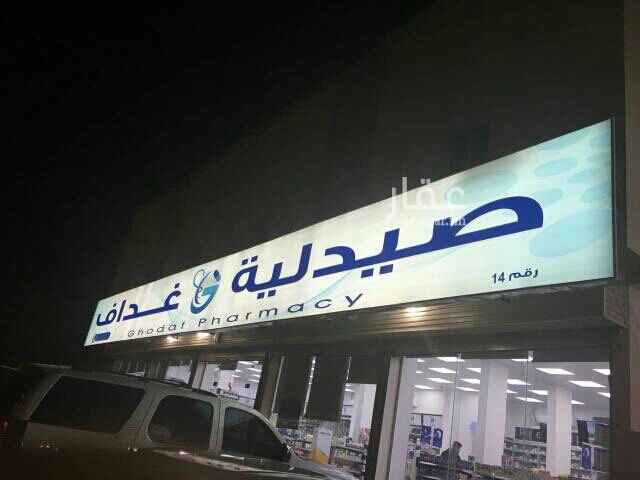 عقار
صيدلية غداف
Ghodaf Pharmacy
رقم 14